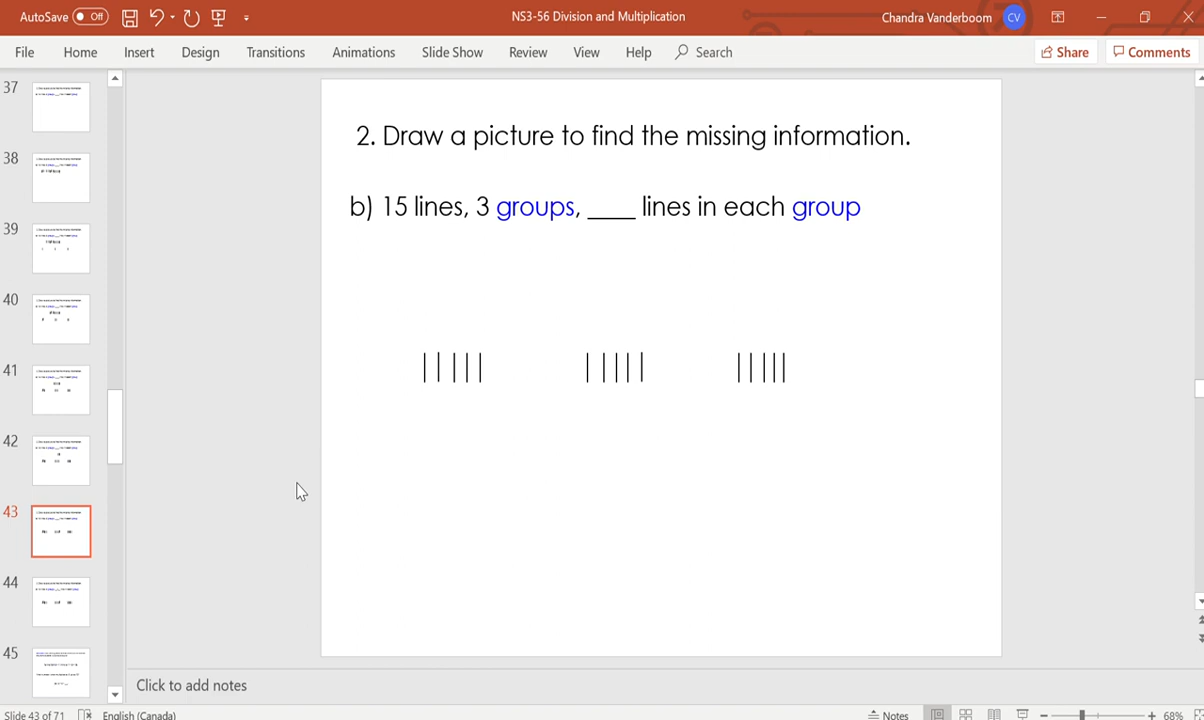 AutoSave Off NS3-56 Division and Multiplication Chandra Vanderboom CV
File Home Insert Design Transitions Animations Slide Show Review View Help Search Share Comments
37
38
39
40
41
42
43
44
45
2. Draw a picture to find the missing information.
b) 15 lines, 3 groups, ____ lines in each group
Click to add notes
Slide 43 of 71 English (Canada) Notes 68%